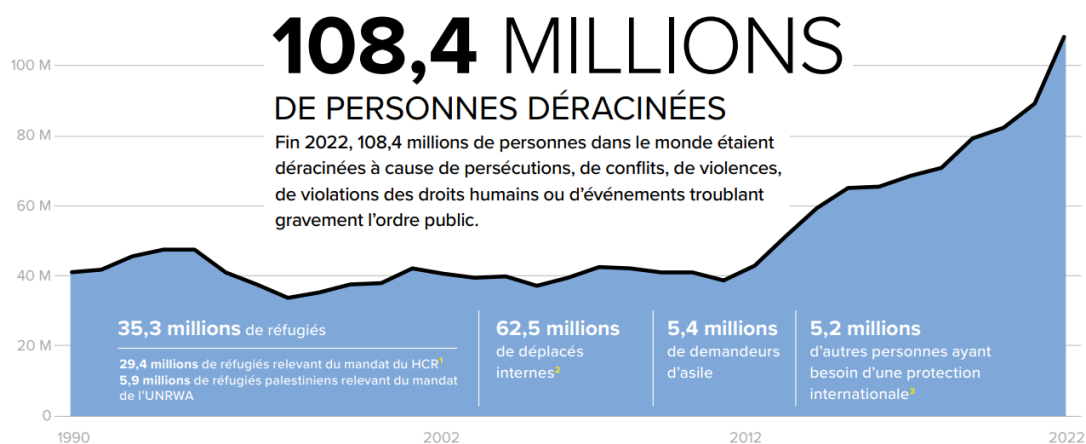 108,4 MILLIONS
DE PERSONNES DÉRACINÉES
Fin 2022, 108,4 millions de personnes dans le monde étaient
déracinées à cause de persécutions, de conflits, de violences,
de violations des droits humains ou d’événements troublant
gravement l’ordre public.
100 M
80 M
60 M
40 M
20 M
0
35,3 millions de réfugiés
29,4 millions de réfugiés relevant du mandat du HCR¹
5,9 millions de réfugiés palestiniens relevant du mandat
de l’UNRWA
62,5 millions
de déplacés
internes²
5,4 millions
de demandeurs
d’asile
5,2 millions
d’autres personnes ayant
besoin d’une protection
internationale³
1990
2002
2012
2022